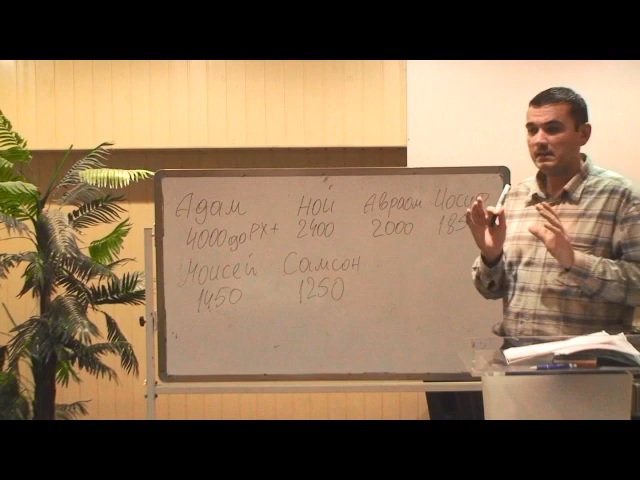 Адам Ной Авраам
4000 до РХ+ 2400 2000
Моисей Самсон
1450 1250